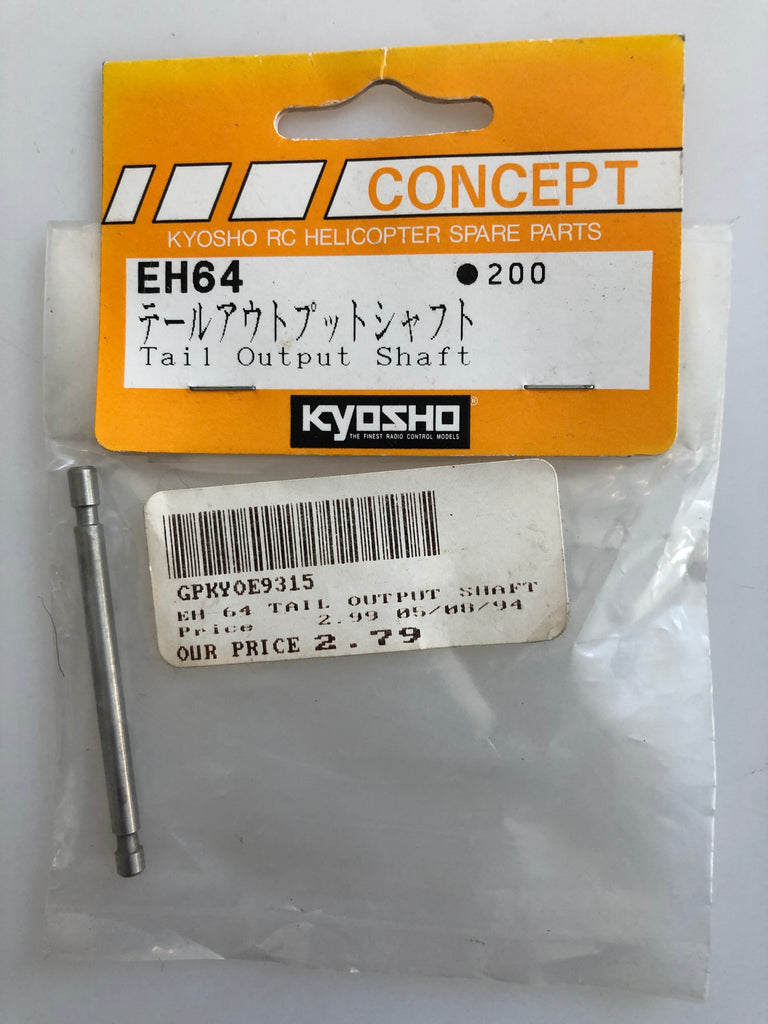 CONCEPT
KYOSHO RC HELICOPTER SPARE PARTS
EH64 ●200
テールアウトプットシャフト
Tail Output Shaft
KYOSHO®
THE FINEST RADIO CONTROL MODELS
GPKYOE9315
EH 64 TAIL OUTPUT SHAFT
Price 2.99 05/08/94
OUR PRICE 2.79